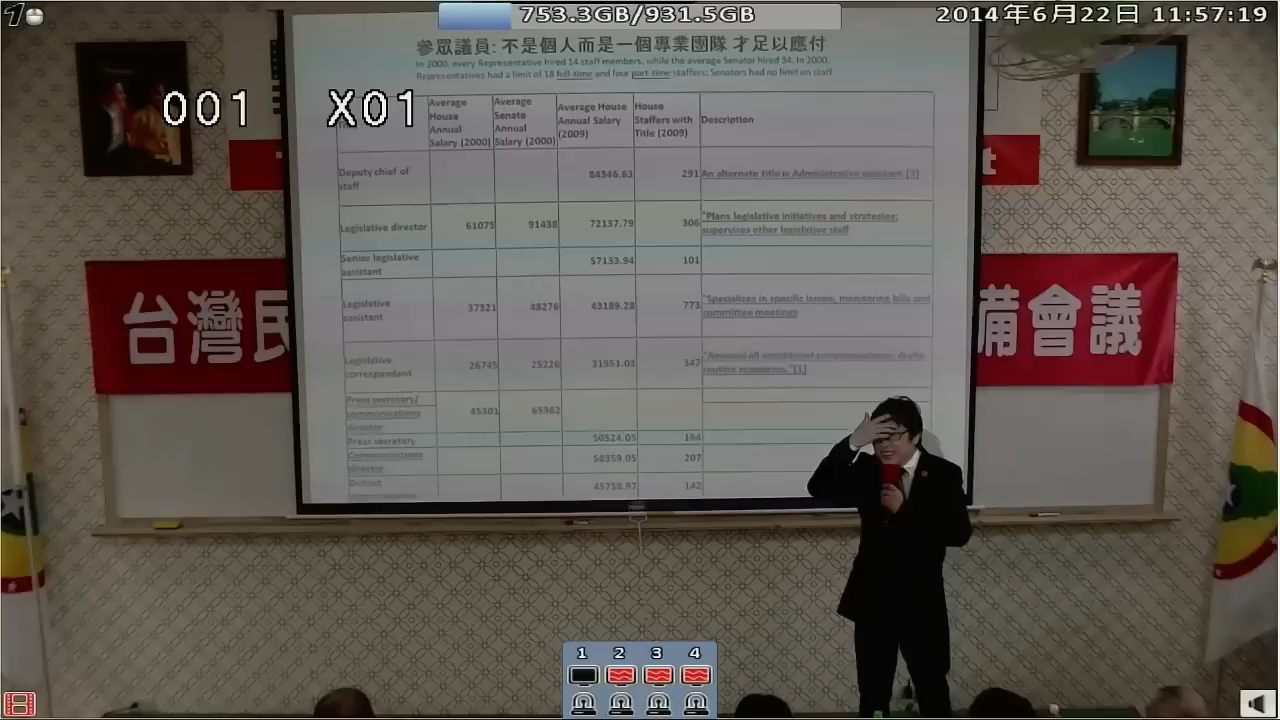 753.3GB/931.5GB
2014年6月22日 11:57:19
001 X01
參眾議員: 不是個人而是一個專業團隊 才足以應付
In 2000, every Representative hired 14 staff members, while the average Senator hired 34. In 2000,
Representatives had a limit of 18 full-time and four part-time staffers; Senators had no limit on staff
Average House Annual Salary (2000) Average Senate Annual Salary (2000) Average House Annual Salary (2009) House Staffers with Title (2009) Description
Deputy chief of staff 84346.63 291 An alternate title is Administrative assistant.[3]
Legislative director 61075 91438 72137.79 306 "Plans legislative initiatives and strategies; supervises other legislative staff
Senior legislative assistant 57133.94 101
Legislative assistant 37321 48276 43189.28 773 "Specializes in specific issues, monitoring bills and committee meetings
Legislative correspondent 26745 25226 31951.03 347
Press secretary/ communications director 45301 65362
Press secretary 50524.05 184
Communications director 58359.05 207
District 45758.97 142
t
台灣民
備會議
1 2 3 4